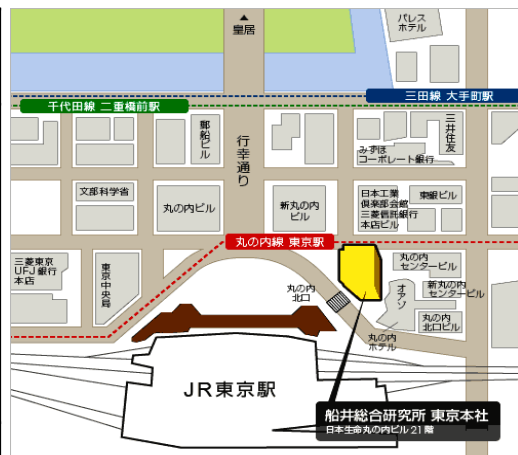 ▲
皇居
パレス
ホテル
三田線 大手町駅
千代田線 二重橋前駅
郵船ビル
行幸通り
みずほ
コーポレート銀行
三井住友
文部科学省
丸の内ビル
新丸の内
ビル
日本工業
倶楽部会館
三菱信託銀行
本店ビル
東銀ビル
丸の内線 東京駅
三菱東京
UFJ銀行
本店
東京中央局
丸の内
北口
丸の内
センタービル
オアゾ
新丸の内
センタービル
丸の内
北口ビル
丸の内
ホテル
JR東京駅
船井総合研究所 東京本社
日本生命丸の内ビル21階